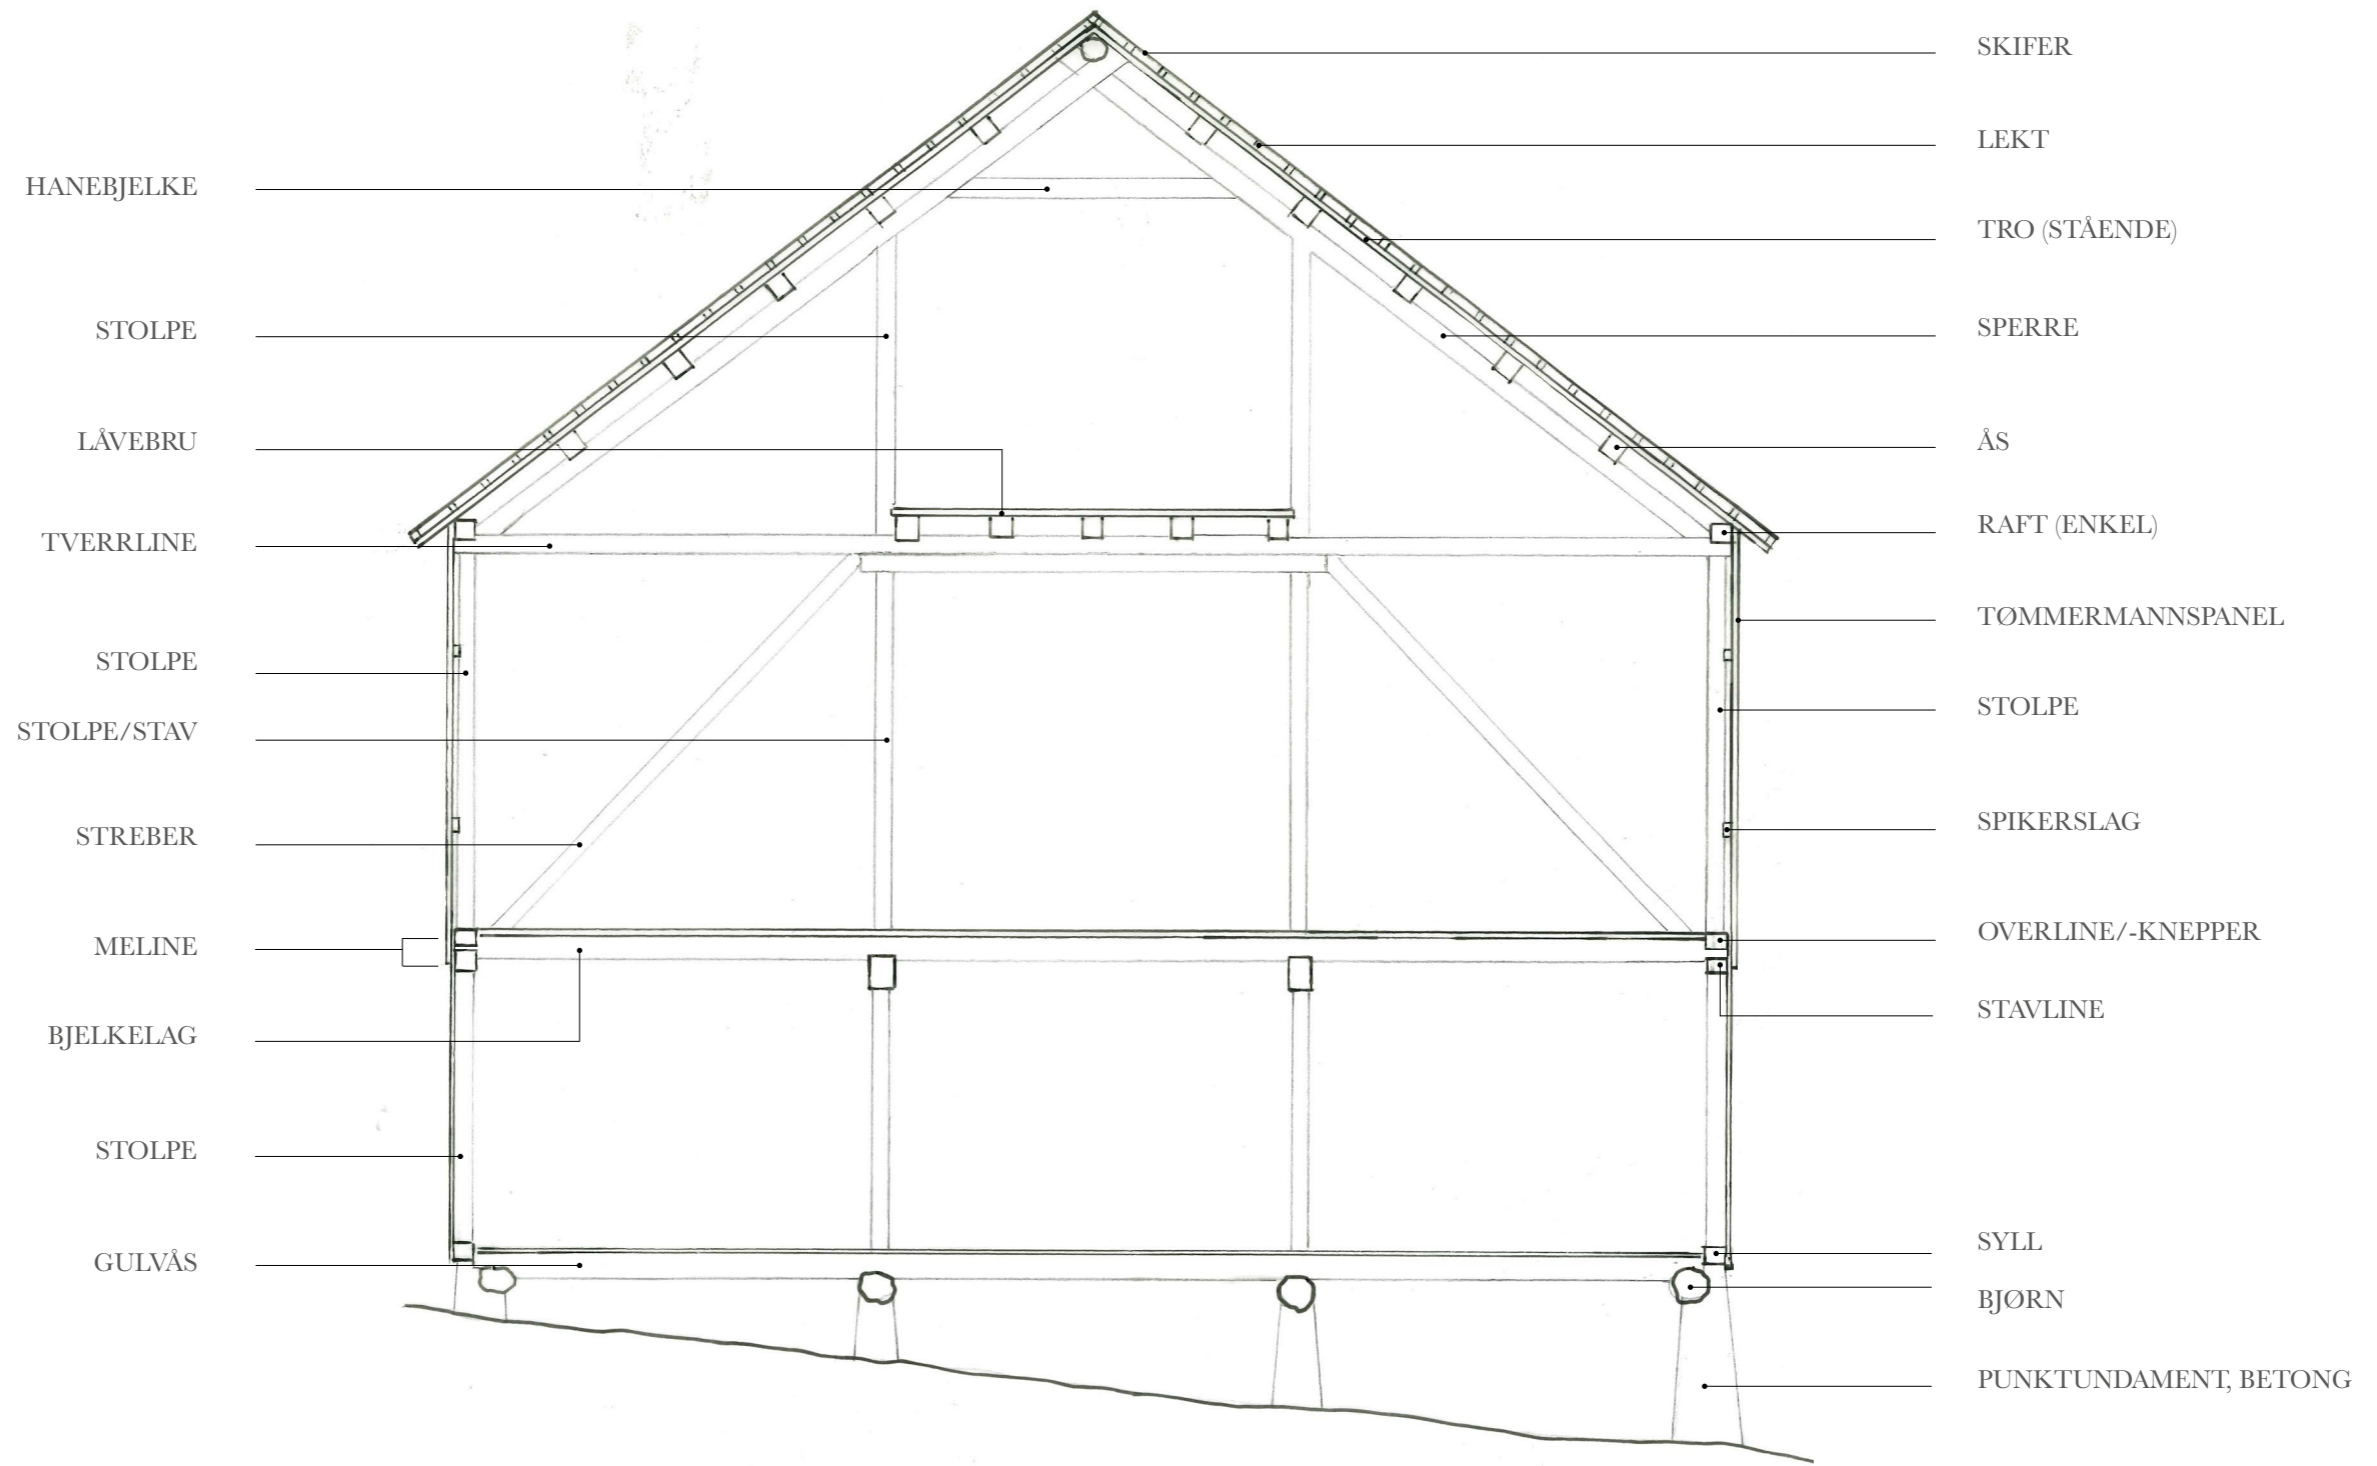 HANEBJELKE
STOLPE
LÅVEBRU
TVERRLINE
STOLPE
STOLPE/STAV
STREBER
MELINE
BJELKELAG
STOLPE
GULVÅS
SKIFER
LEKT
TRO (STÅENDE)
SPERRE
ÅS
RAFT (ENKEL)
TØMMERMANNSPANEL
STOLPE
SPIKERSLAG
OVERLINE/-KNEPPER
STAVLINE
SYLL
BJØRN
PUNKTUNDAMENT, BETONG